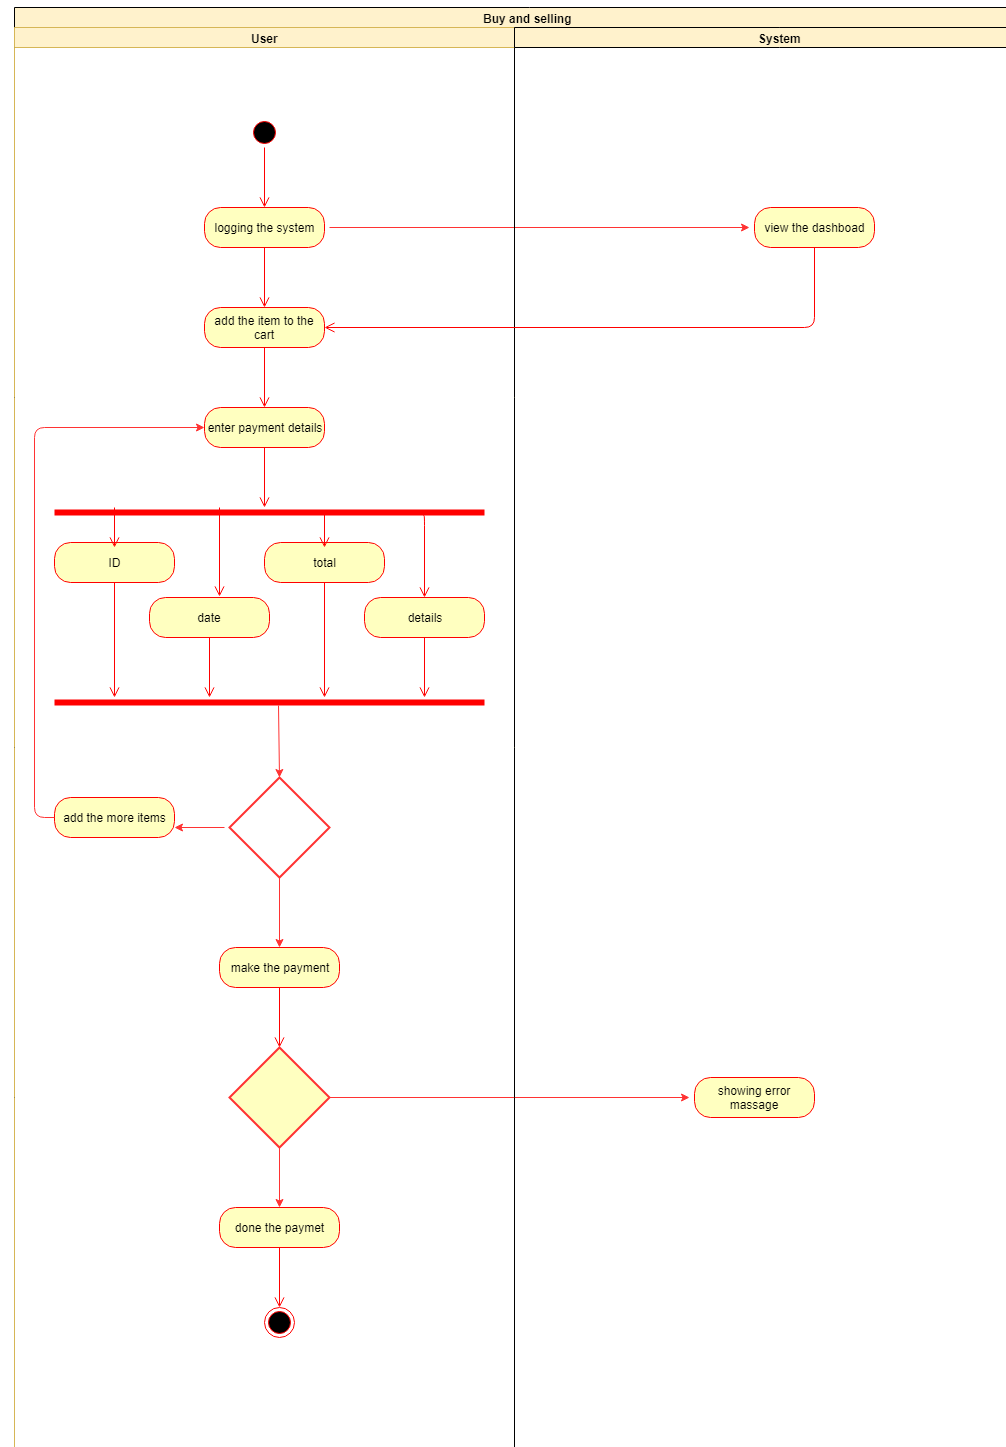 Buy and selling
User
System
logging the system
view the dashboad
add the item to the
cart
enter payment details
ID
total
date
details
add the more items
make the payment
showing error
massage
done the paymet